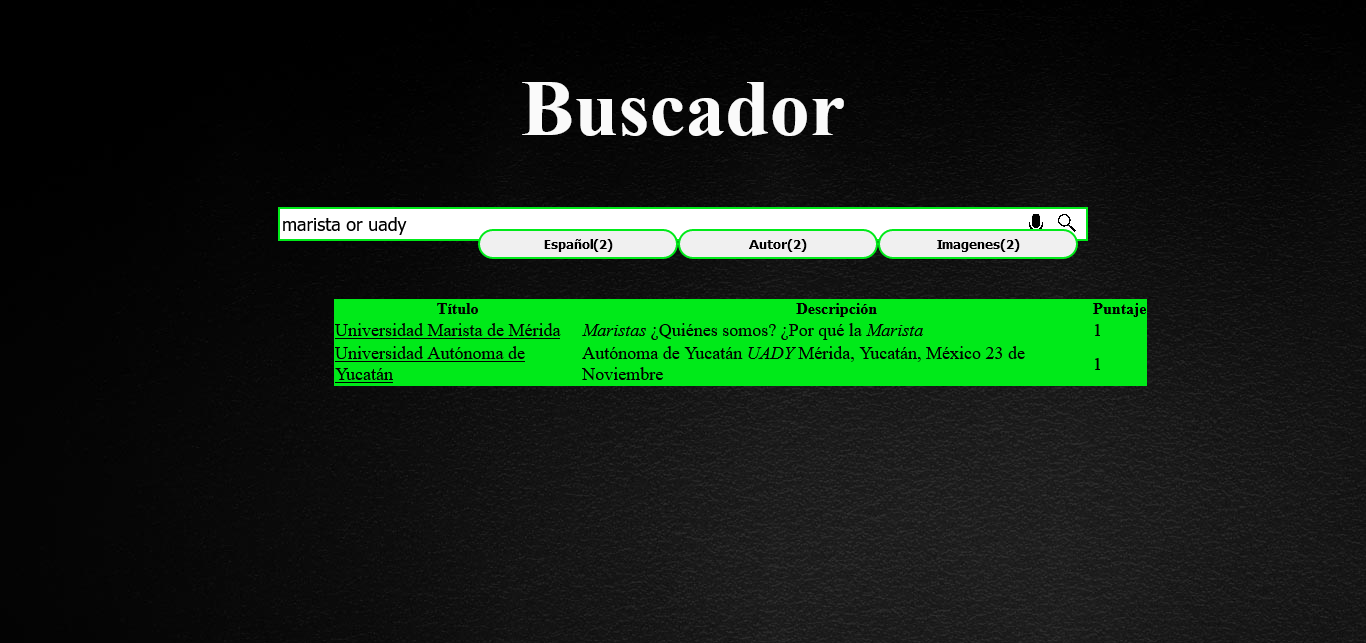 Buscador
marista or uady
Español(2) Autor(2) Imagenes(2)
Título Descripción Puntaje
Universidad Marista de Mérida Maristas ¿Quiénes somos? ¿Por qué la Marista 1
Universidad Autónoma de Autónoma de Yucatán UADY Mérida, Yucatán, México 23 de
Yucatán Noviembre 1